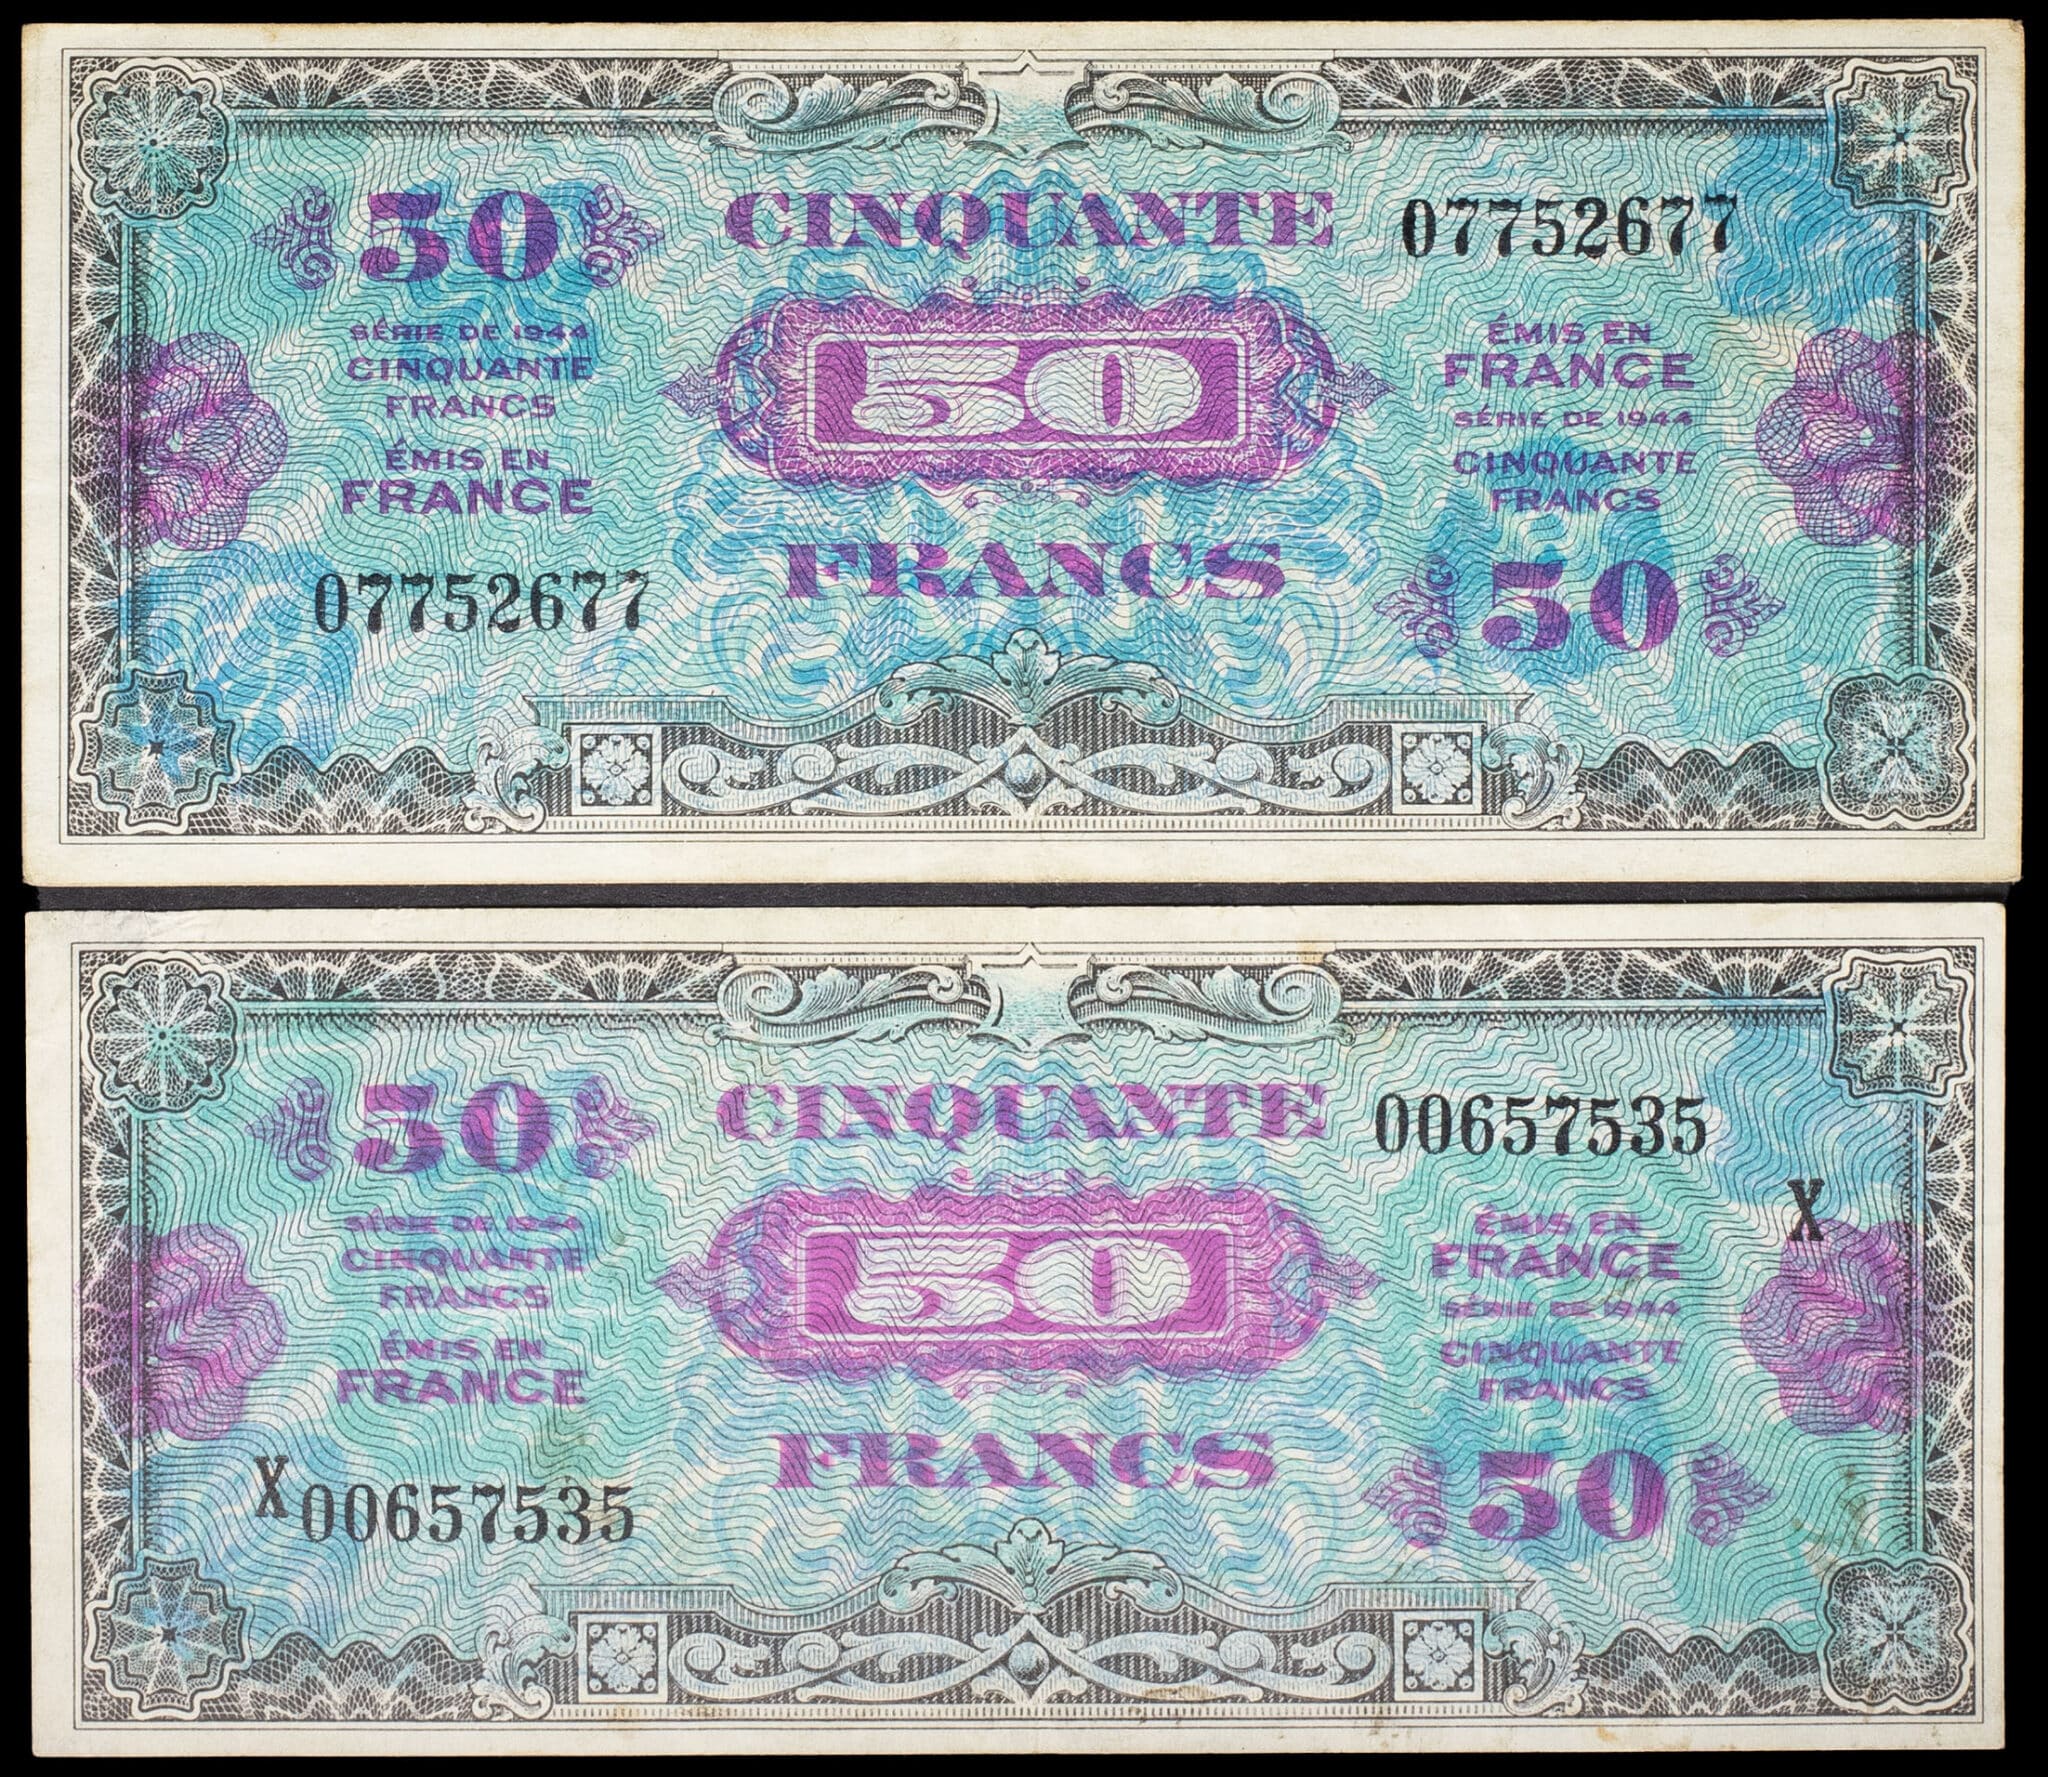 50 CINQUANTE 07752677
SÉRIE DE 1944
CINQUANTE
FRANCS
ÉMIS EN
FRANCE
50
ÉMIS EN
FRANCE
SÉRIE DE 1944
CINQUANTE
FRANCS
07752677 FRANCS 50
50 CINQUANTE 00657535
X
SÉRIE DE 1944
CINQUANTE
FRANCS
ÉMIS EN
FRANCE
50
ÉMIS EN
FRANCE
SÉRIE DE 1944
CINQUANTE
FRANCS
X 00657535 FRANCS 50